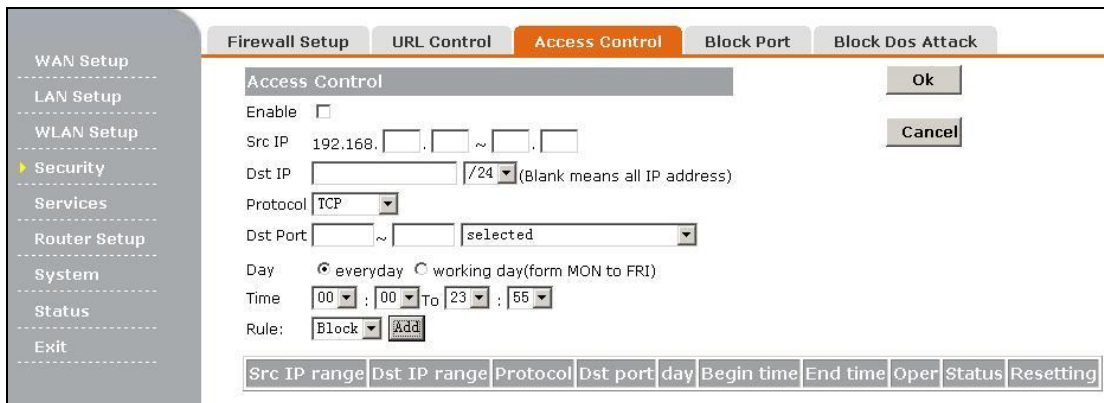 WAN Setup
LAN Setup
WLAN Setup
Security
Services
Router Setup
System
Status
Exit
Firewall Setup URL Control Access Control Block Port Block Dos Attack
Access Control
Ok
Cancel
Enable
Src IP 192.168. . ~ .
Dst IP /24 (Blank means all IP address)
Protocol TCP
Dst Port ~ selected
Day everyday working day(form MON to FRI)
Time 00 : 00 To 23 : 55
Rule: Block Add
Src IP range Dst IP range Protocol Dst port day Begin time End time Oper Status Resetting